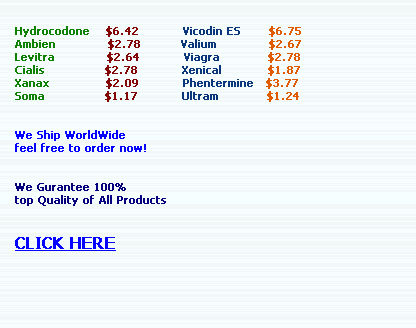 Hydrocodone $6.42 Vicodin ES $6.75
Ambien $2.78 Valium $2.67
Levitra $2.64 Viagra $2.78
Cialis $2.78 Xenical $1.87
Xanax $2.09 Phentermine $3.77
Soma $1.17 Ultram $1.24
We Ship WorldWide
feel free to order now!
We Gurantee 100%
top Quality of All Products
CLICK HERE